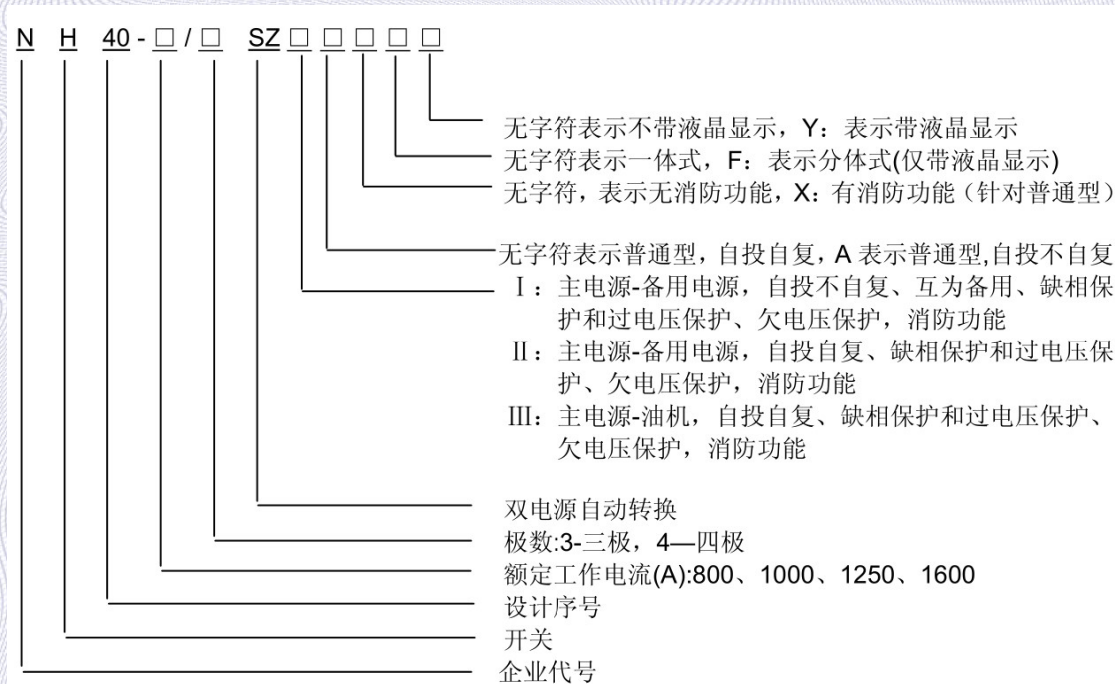 N H 40-□/□ SZ□□□□□
无字符表示不带液晶显示，Y：表示带液晶显示
无字符表示一体式，F：表示分体式(仅带液晶显示)
无字符，表示无消防功能，X：有消防功能（针对普通型）
无字符表示普通型，自投自复，A 表示普通型,自投不自复
Ⅰ：主电源-备用电源，自投不自复、互为备用、缺相保
护和过电压保护、欠电压保护，消防功能
Ⅱ：主电源-备用电源，自投自复、缺相保护和过电压保
护、欠电压保护，消防功能
Ⅲ：主电源-油机，自投自复、缺相保护和过电压保护、
欠电压保护，消防功能
双电源自动转换
极数:3-三极，4—四极
额定工作电流(A):800、1000、1250、1600
设计序号
开关
企业代号